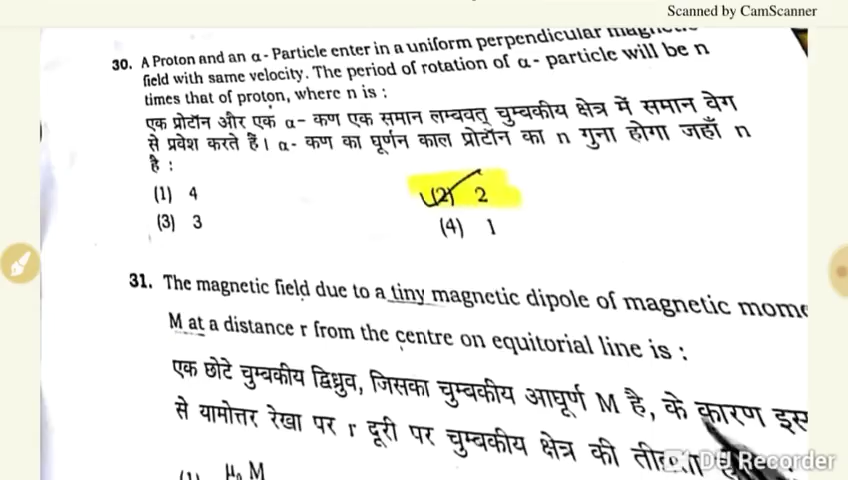 Scanned by CamScanner
30. A Proton and an α- Particle enter in a uniform perpendicular magnetic
field with same velocity. The period of rotation of α- particle will be n
times that of proton, where n is :
एक प्रोटॉन और एक α- कण एक समान लम्बवत् चुम्बकीय क्षेत्र में समान वेग
से प्रवेश करते हैं। α- कण का घूर्णन काल प्रोटॉन का n गुना होगा जहाँ n
है :
(1) 4 (2) 2
(3) 3 (4) 1
31. The magnetic field due to a tiny magnetic dipole of magnetic mome
M at a distance r from the centre on equitorial line is :
एक छोटे चुम्बकीय द्विध्रुव, जिसका चुम्बकीय आघूर्ण M है, के कारण इस
से यामोत्तर रेखा पर r दूरी पर चुम्बकीय क्षेत्र की
DU Recorder
μ₀ M